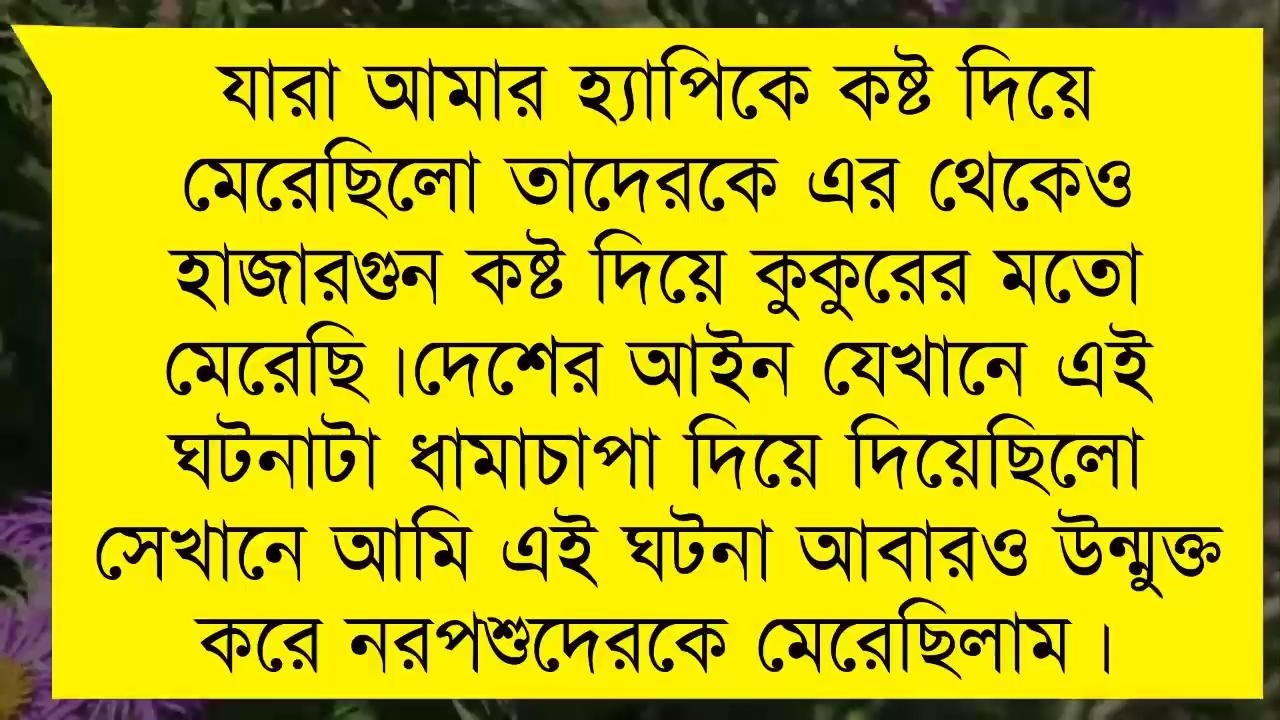 যারা আমার হ্যাপিকে কষ্ট দিয়ে
মেরেছিলো তাদেরকে এর থেকেও
হাজারগুন কষ্ট দিয়ে কুকুরের মতো
মেরেছি।দেশের আইন যেখানে এই
ঘটনাটা ধামাচাপা দিয়ে দিয়েছিলো
সেখানে আমি এই ঘটনা আবারও উন্মুক্ত
করে নরপশুদেরকে মেরেছিলাম।